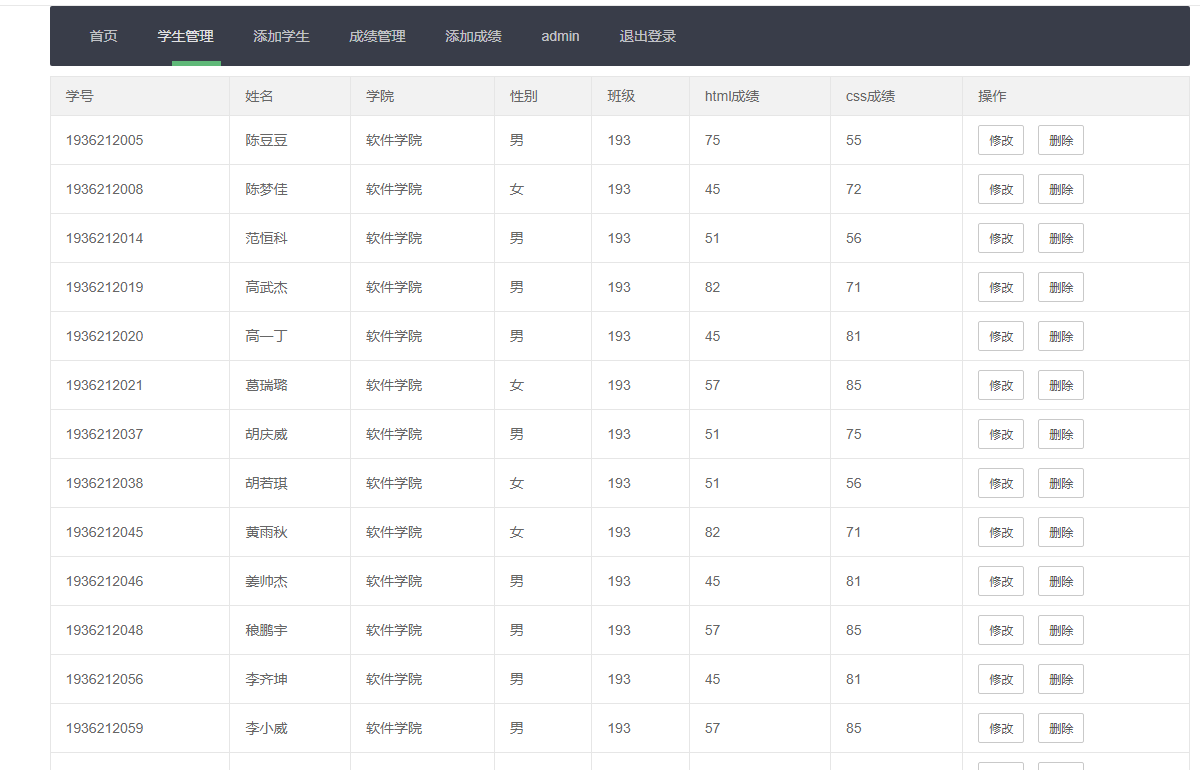 首页 学生管理 添加学生 成绩管理 添加成绩 admin 退出登录
学号 姓名 学院 性别 班级 html成绩 css成绩 操作
1936212005 陈豆豆 软件学院 男 193 75 55 修改 删除
1936212008 陈梦佳 软件学院 女 193 45 72 修改 删除
1936212014 范恒科 软件学院 男 193 51 56 修改 删除
1936212019 高武杰 软件学院 男 193 82 71 修改 删除
1936212020 高一丁 软件学院 男 193 45 81 修改 删除
1936212021 葛瑞璐 软件学院 女 193 57 85 修改 删除
1936212037 胡庆威 软件学院 男 193 51 75 修改 删除
1936212038 胡若琪 软件学院 女 193 51 56 修改 删除
1936212045 黄雨秋 软件学院 女 193 82 71 修改 删除
1936212046 姜帅杰 软件学院 男 193 45 81 修改 删除
1936212048 稂鹏宇 软件学院 男 193 57 85 修改 删除
1936212056 李齐坤 软件学院 男 193 45 81 修改 删除
1936212059 李小威 软件学院 男 193 57 85 修改 删除